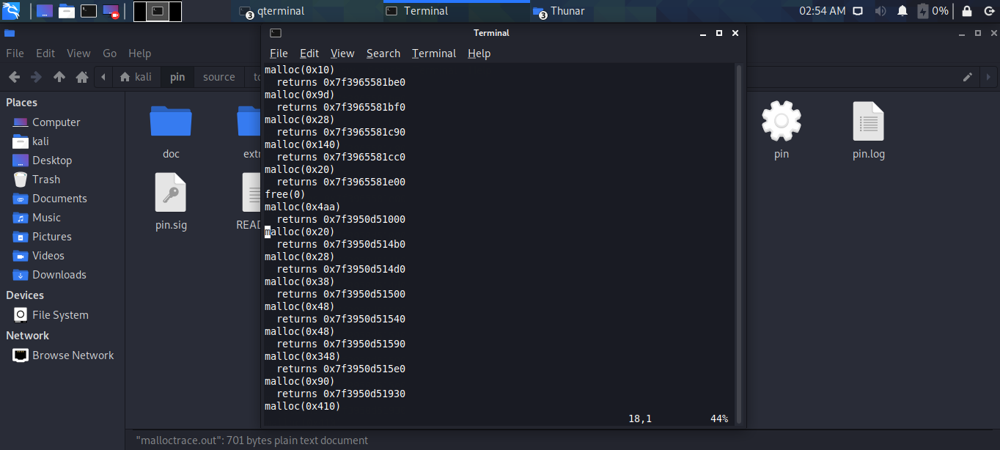 qterminal
3
Terminal
Thunar
3
02:54 AM
0%
Terminal
File Edit View Go Help
File Edit View Search Terminal Help
kali
pin
source
Places
Computer
kali
Desktop
Trash
Documents
Music
Pictures
Videos
Downloads
Devices
File System
Network
Browse Network
doc
pin.sig
pin
pin.log
malloc(0x10)
returns 0x7f3965581be0
malloc(0x9d)
returns 0x7f3965581bf0
malloc(0x28)
returns 0x7f3965581c90
malloc(0x140)
returns 0x7f3965581cc0
malloc(0x20)
returns 0x7f3965581e00
free(0)
malloc(0x4aa)
returns 0x7f3950d51000
malloc(0x20)
returns 0x7f3950d514b0
malloc(0x28)
returns 0x7f3950d514d0
malloc(0x38)
returns 0x7f3950d51500
malloc(0x48)
returns 0x7f3950d51540
malloc(0x48)
returns 0x7f3950d51590
malloc(0x348)
returns 0x7f3950d515e0
malloc(0x90)
returns 0x7f3950d51930
malloc(0x410)
18,1 44%
"malloctrace.out": 701 bytes plain text document